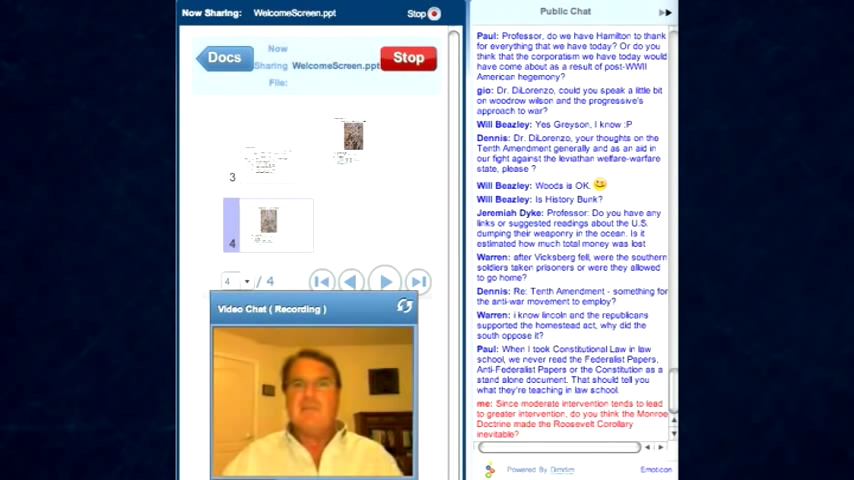 Now Sharing: WelcomeScreen.ppt Stop
Docs
Now
Sharing WelcomeScreen.ppt
File:
Stop
3
4
4 / 4
Video Chat ( Recording )
Public Chat
Paul: Professor, do we have Hamilton to thank
for everything that we have today? Or do you
think that the corporatism we have today would
have come about as a result of post-WWII
American hegemony?
gio: Dr. DiLorenzo, could you speak a little bit
on woodrow wilson and the progressive's
approach to war?
Will Beazley: Yes Greyson, I know :P
Dennis: Dr. DiLorenzo, your thoughts on the
Tenth Amendment generally and as an aid in
our fight against the leviathan welfare-warfare
state, please ?
Will Beazley: Woods is OK.
Will Beazley: Is History Bunk?
Jeremiah Dyke: Professor: Do you have any
links or suggested readings about the U.S.
dumping their weaponry in the ocean. Is it
estimated how much total money was lost
Warren: after Vicksberg fell, were the southern
soldiers taken prisoners or were they allowed
to go home?
Dennis: Re: Tenth Amendment - something for
the anti-war movement to employ?
Warren: i know lincoln and the republicans
supported the homestead act, why did the
south oppose it?
Paul: When I took Constitutional Law in law
school, we never read the Federalist Papers,
Anti-Federalist Papers or the Constitution as a
stand alone document. That should tell you
what they're teaching in law school.
me: Since moderate intervention tends to lead
to greater intervention, do you think the Monroe
Doctrine made the Roosevelt Corollary
inevitable?
Powered By Dimdim Emoticon